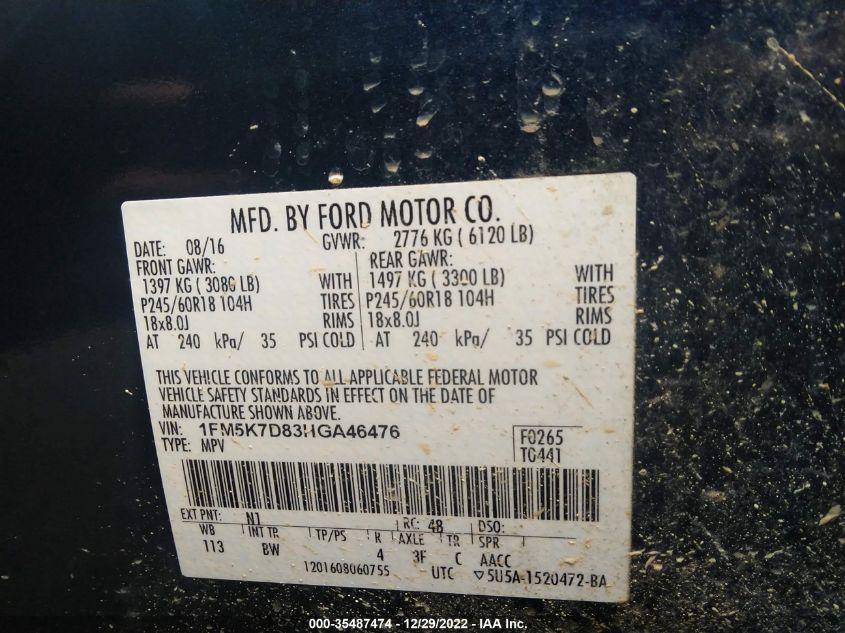 MFD. BY FORD MOTOR CO.
DATE: 08/16 GVWR: 2776 KG ( 6120 LB)
FRONT GAWR: REAR GAWR:
1397 KG ( 3080 LB) WITH 1497 KG ( 3300 LB) WITH
P245/60R18 104H TIRES P245/60R18 104H TIRES
18x8.0J RIMS 18x8.0J RIMS
AT 240 kPa/ 35 PSI COLD AT 240 kPa/ 35 PSI COLD
THIS VEHICLE CONFORMS TO ALL APPLICABLE FEDERAL MOTOR
VEHICLE SAFETY STANDARDS IN EFFECT ON THE DATE OF
MANUFACTURE SHOWN ABOVE.
VIN: 1FM5K7D83HGA46476 F0265
TYPE: MPV T0441
EXT PNT: N1 RC: 48 DSO:
WB INT TR TP/PS R AXLE TR SPR
113 BW 4 3F C AACC
1201608060755 UTC ▽5U5A-1520472-BA
000-35487474 - 12/29/2022 - IAA Inc.